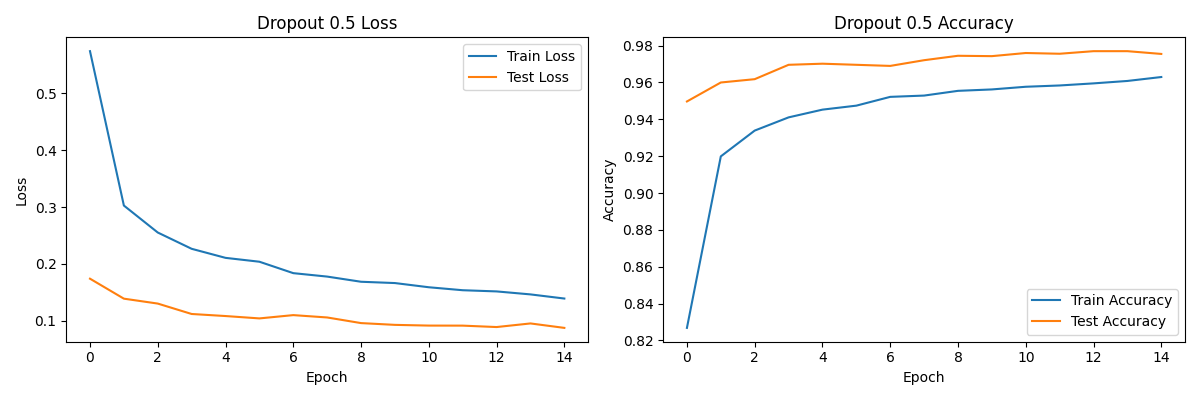 Dropout 0.5 Loss
Train Loss
Test Loss
0.5
0.4
0.3
0.2
0.1
Loss
0 2 4 6 8 10 12 14
Epoch
Dropout 0.5 Accuracy
0.98
0.96
0.94
0.92
0.90
0.88
0.86
0.84
0.82
Accuracy
Train Accuracy
Test Accuracy
0 2 4 6 8 10 12 14
Epoch